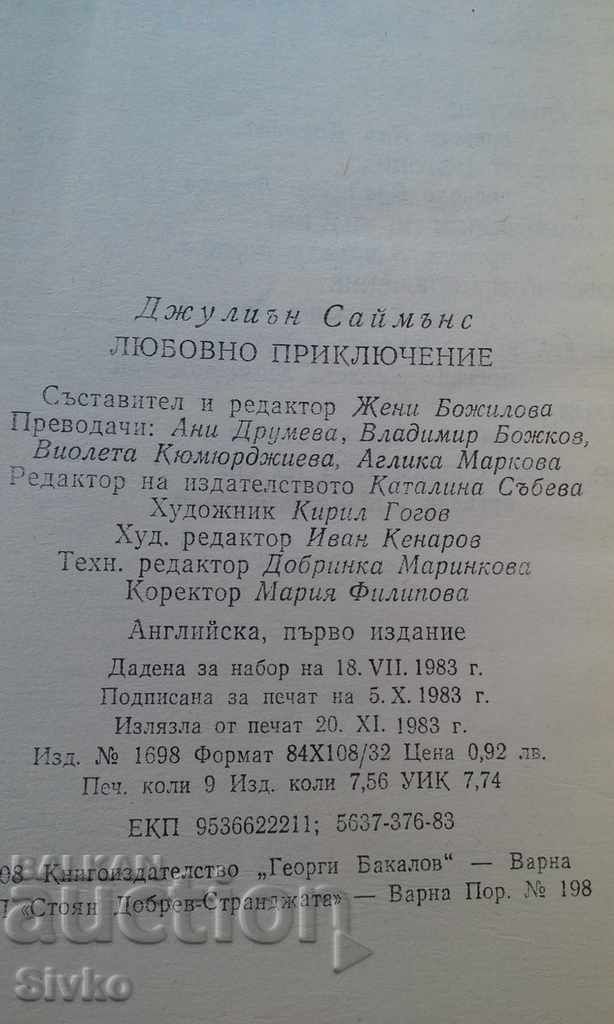 Джулиън Саймънс
ЛЮБОВНО ПРИКЛЮЧЕНИЕ
Съставител и редактор Жени Божилова
Преводачи: Ани Друмева, Владимир Божков,
Виолета Кюмюрджиева, Аглика Маркова
Редактор на издателството Каталина Събева
Художник Кирил Гогов
Худ. редактор Иван Кенаров
Техн. редактор Добринка Маринкова
Коректор Мария Филипова
Английска, първо издание
Дадена за набор на 18. VII. 1983 г.
Подписана за печат на 5. X. 1983 г.
Излязла от печат 20. XI. 1983 г.
Изд. № 1698 Формат 84X108/32 Цена 0,92 лв.
Печ. коли 9 Изд. коли 7,56 УИК 7,74
ЕКП 9536622211; 5637-376-83
08 Книгоиздателство „Георги Бакалов“ — Варна
П «Стоян Добрев-Странджата» — Варна Пор. № 198
BALKAN
auction
Sivko